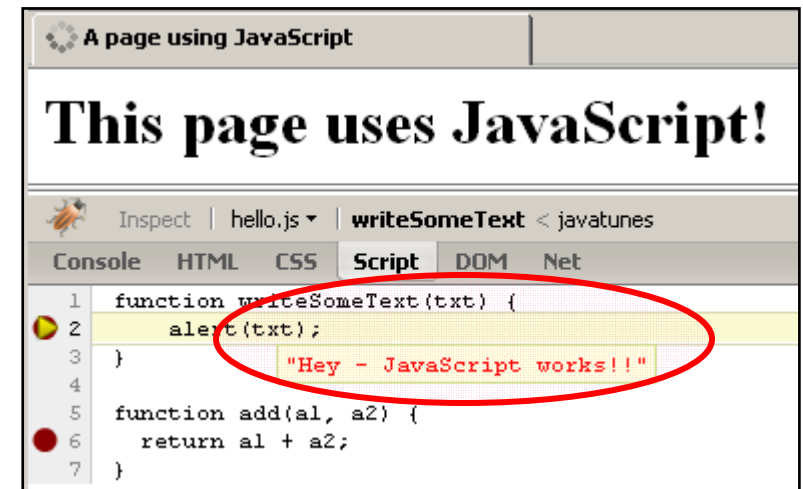 A page using JavaScript
This page uses JavaScript!
Inspect | hello.js ▾ | writeSomeText < javatunes
Console HTML CSS Script DOM Net
1 function writeSomeText(txt) {
2 alert(txt);
3 }
"Hey - JavaScript works!!"
4
5 function add(a1, a2) {
6 return a1 + a2;
7 }